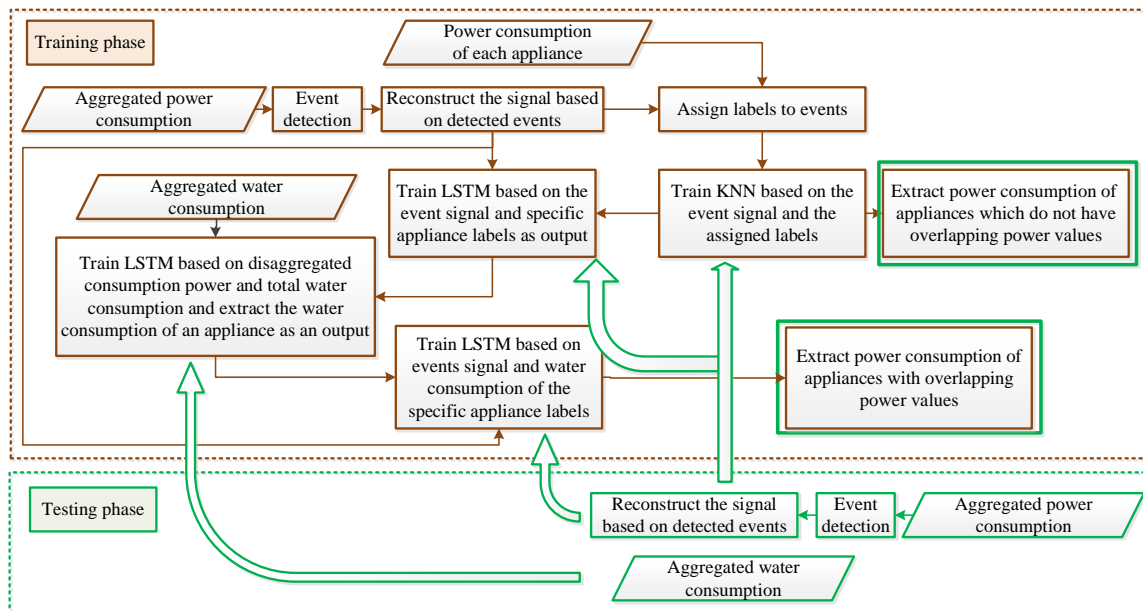 Training phase
Power consumption
of each appliance
Aggregated power
consumption
Event
detection
Reconstruct the signal based
on detected events
Assign labels to events
Aggregated water
consumption
Train LSTM based on the
event signal and specific
appliance labels as output
Train KNN based on the
event signal and the
assigned labels
Extract power consumption of
appliances which do not have
overlapping power values
Train LSTM based on disaggregated
consumption power and total water
consumption and extract the water
consumption of an appliance as an output
Train LSTM based on
events signal and water
consumption of the
specific appliance labels
Extract power consumption of
appliances with overlapping
power values
Testing phase
Reconstruct the signal
based on detected events
Event
detection
Aggregated power
consumption
Aggregated water
consumption